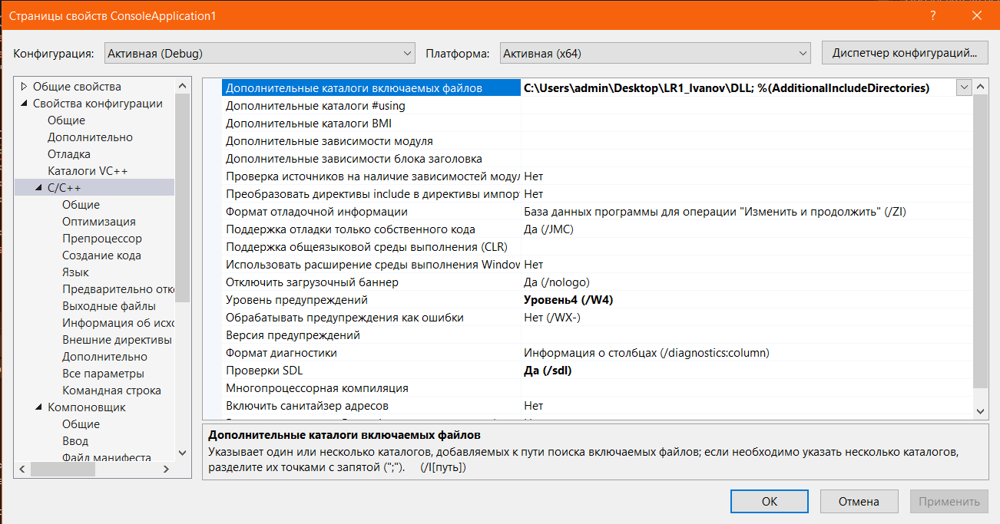 Страницы свойств ConsoleApplication1
?
Конфигурация: Активная (Debug) Платформа: Активная (x64) Диспетчер конфигураций...
Общие свойства
Свойства конфигурации
Общие
Дополнительно
Отладка
Каталоги VC++
C/C++
Общие
Оптимизация
Препроцессор
Создание кода
Язык
Предварительно отк
Выходные файлы
Информация об исхо
Внешние директивы
Дополнительно
Все параметры
Командная строка
Компоновщик
Общие
Ввод
Файл манифеста
Дополнительные каталоги включаемых файлов C:\Users\admin\Desktop\LR1_Ivanov\DLL; %(AdditionalIncludeDirectories)
Дополнительные каталоги #using
Дополнительные каталоги BMI
Дополнительные зависимости модуля
Дополнительные зависимости блока заголовка
Проверка источников на наличие зависимостей модул Нет
Преобразовать директивы include в директивы импор Нет
Формат отладочной информации База данных программы для операции "Изменить и продолжить" (/ZI)
Поддержка отладки только собственного кода Да (/JMC)
Поддержка общеязыковой среды выполнения (CLR)
Использовать расширение среды выполнения Window Нет
Отключить загрузочный баннер Да (/nologo)
Уровень предупреждений Уровень4 (/W4)
Обрабатывать предупреждения как ошибки Нет (/WX-)
Версия предупреждений
Формат диагностики Информация о столбцах (/diagnostics:column)
Проверки SDL Да (/sdl)
Многопроцессорная компиляция
Включить санитайзер адресов Нет
Дополнительные каталоги включаемых файлов
Указывает один или несколько каталогов, добавляемых к пути поиска включаемых файлов; если необходимо указать несколько каталогов,
разделите их точками с запятой (";"). (/I[путь])
ОК Отмена Применить